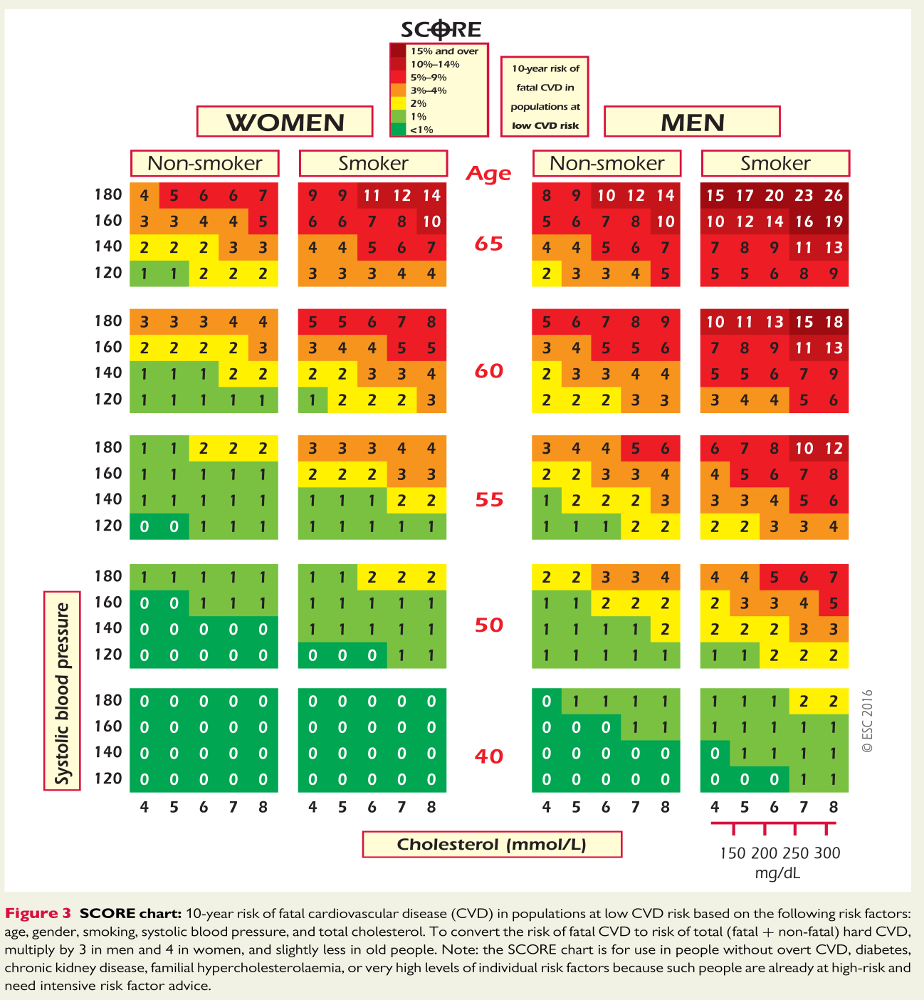 SCORE
15% and over
10%–14%
5%–9%
3%–4%
2%
1%
<1%
10-year risk of
fatal CVD in
populations at
low CVD risk
WOMEN
MEN
Non-smoker
Smoker
Age
Non-smoker
Smoker
180 4 5 6 6 7 9 9 11 12 14 8 9 10 12 14 15 17 20 23 26
160 3 3 4 4 5 6 6 7 8 10 5 6 7 8 10 10 12 14 16 19
65
140 2 2 2 3 3 4 4 5 6 7 4 4 5 6 7 7 8 9 11 13
120 1 1 2 2 2 3 3 3 4 4 2 3 3 4 5 5 5 6 8 9
180 3 3 3 4 4 5 5 6 7 8 5 6 7 8 9 10 11 13 15 18
160 2 2 2 2 3 3 4 4 5 5 3 4 5 5 6 7 8 9 11 13
60
140 1 1 1 2 2 2 2 3 3 4 2 3 3 4 4 5 5 6 7 9
120 1 1 1 1 1 1 2 2 2 3 2 2 2 3 3 3 4 4 5 6
180 1 1 2 2 2 3 3 3 4 4 3 4 4 5 6 6 7 8 10 12
160 1 1 1 1 1 2 2 2 3 3 2 2 3 3 4 4 5 6 7 8
55
140 1 1 1 1 1 1 1 1 2 2 1 2 2 2 3 3 3 4 5 6
120 0 0 1 1 1 1 1 1 1 1 1 1 1 2 2 2 2 3 3 4
180 1 1 1 1 1 1 1 2 2 2 2 2 3 3 4 4 4 5 6 7
160 0 0 1 1 1 1 1 1 1 1 1 1 2 2 2 2 3 3 4 5
50
140 0 0 0 0 0 1 1 1 1 1 1 1 1 1 2 2 2 2 3 3
120 0 0 0 0 0 0 0 0 1 1 1 1 1 1 1 1 1 2 2 2
180 0 0 0 0 0 0 0 0 0 0 0 1 1 1 1 1 1 1 2 2
160 0 0 0 0 0 0 0 0 0 0 0 0 0 1 1 1 1 1 1 1
40
140 0 0 0 0 0 0 0 0 0 0 0 0 0 0 0 0 1 1 1 1
120 0 0 0 0 0 0 0 0 0 0 0 0 0 0 0 0 0 0 1 1
4 5 6 7 8 4 5 6 7 8 4 5 6 7 8 4 5 6 7 8
Systolic blood pressure
© ESC 2016
Cholesterol (mmol/L)
150 200 250 300
mg/dL
Figure 3 SCORE chart: 10-year risk of fatal cardiovascular disease (CVD) in populations at low CVD risk based on the following risk factors:
age, gender, smoking, systolic blood pressure, and total cholesterol. To convert the risk of fatal CVD to risk of total (fatal + non-fatal) hard CVD,
multiply by 3 in men and 4 in women, and slightly less in old people. Note: the SCORE chart is for use in people without overt CVD, diabetes,
chronic kidney disease, familial hypercholesterolaemia, or very high levels of individual risk factors because such people are already at high-risk and
need intensive risk factor advice.